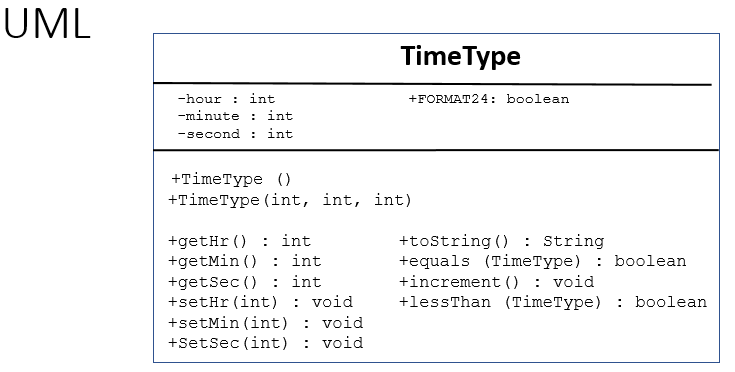 UML
TimeType
-hour : int +FORMAT24: boolean
-minute : int
-second : int
+TimeType ()
+TimeType(int, int, int)
+getHr() : int +toString() : String
+getMin() : int +equals (TimeType) : boolean
+getSec() : int +increment() : void
+setHr(int) : void +lessThan (TimeType) : boolean
+setMin(int) : void
+SetSec(int) : void